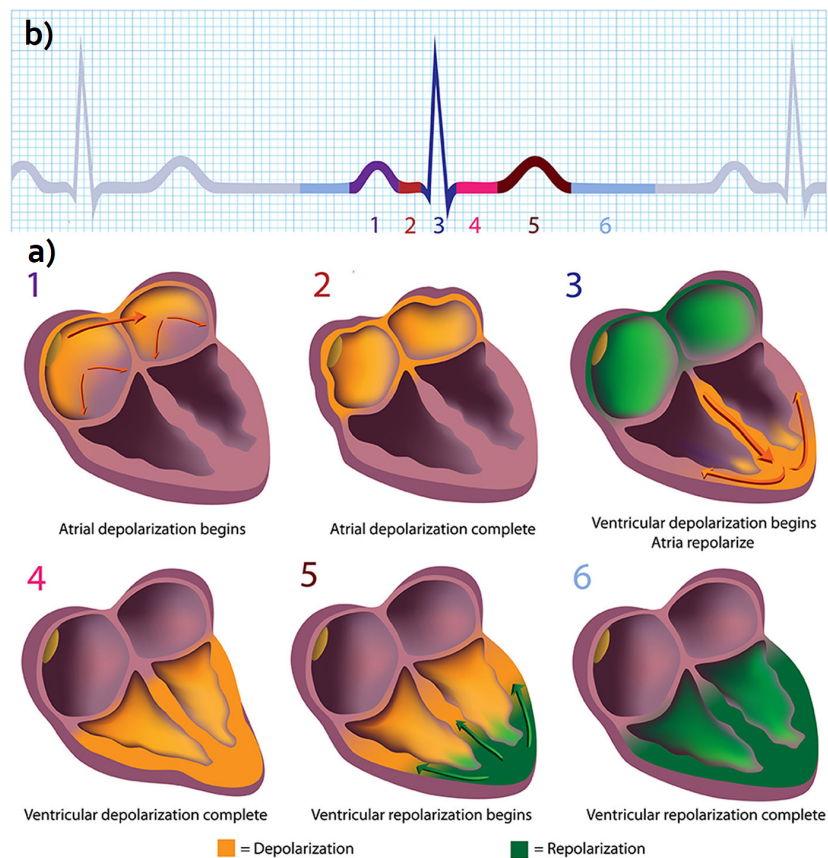 b)
1 2 3 4 5 6
a)
1 2 3
Atrial depolarization begins
Atrial depolarization complete
Ventricular depolarization begins
Atria repolarize
4 5 6
Ventricular depolarization complete
Ventricular repolarization begins
Ventricular repolarization complete
= Depolarization
= Repolarization